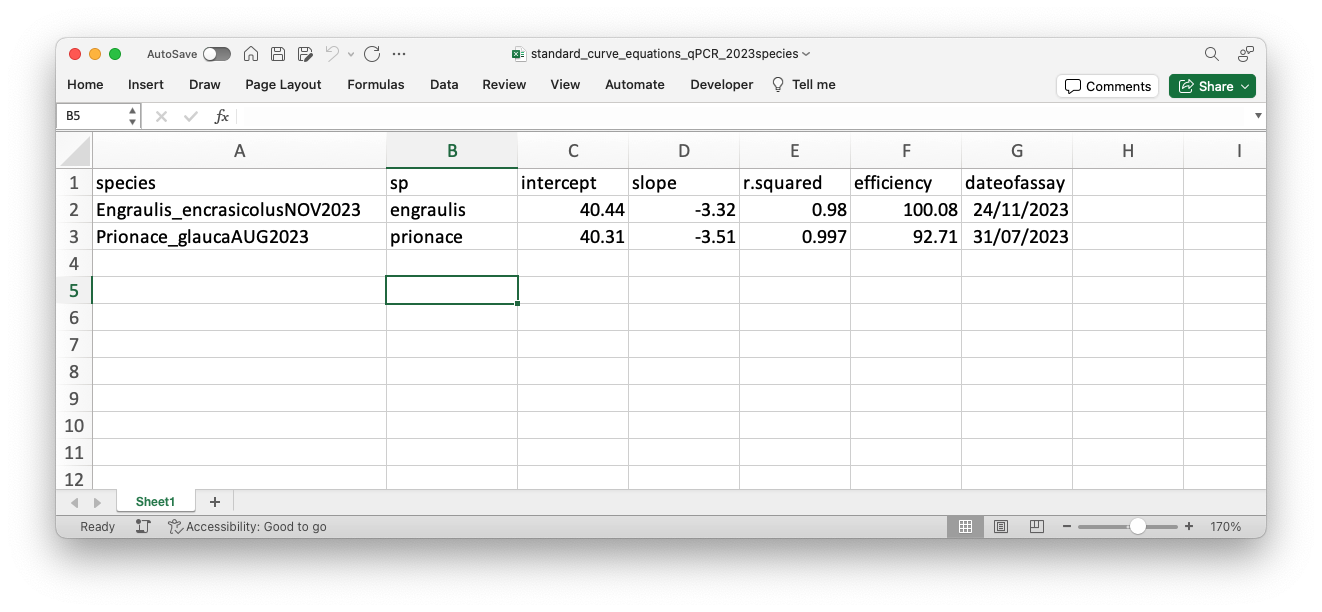 AutoSave
standard_curve_equations_qPCR_2023species
Home Insert Draw Page Layout Formulas Data Review View Automate Developer Tell me Comments Share
B5 fx
A B C D E F G H I
1 species sp intercept slope r.squared efficiency dateofassay
2 Engraulis_encrasicolusNOV2023 engraulis 40.44 -3.32 0.98 100.08 24/11/2023
3 Prionace_glaucaAUG2023 prionace 40.31 -3.51 0.997 92.71 31/07/2023
4
5
6
7
8
9
10
11
12
Sheet1 +
Ready Accessibility: Good to go 170%